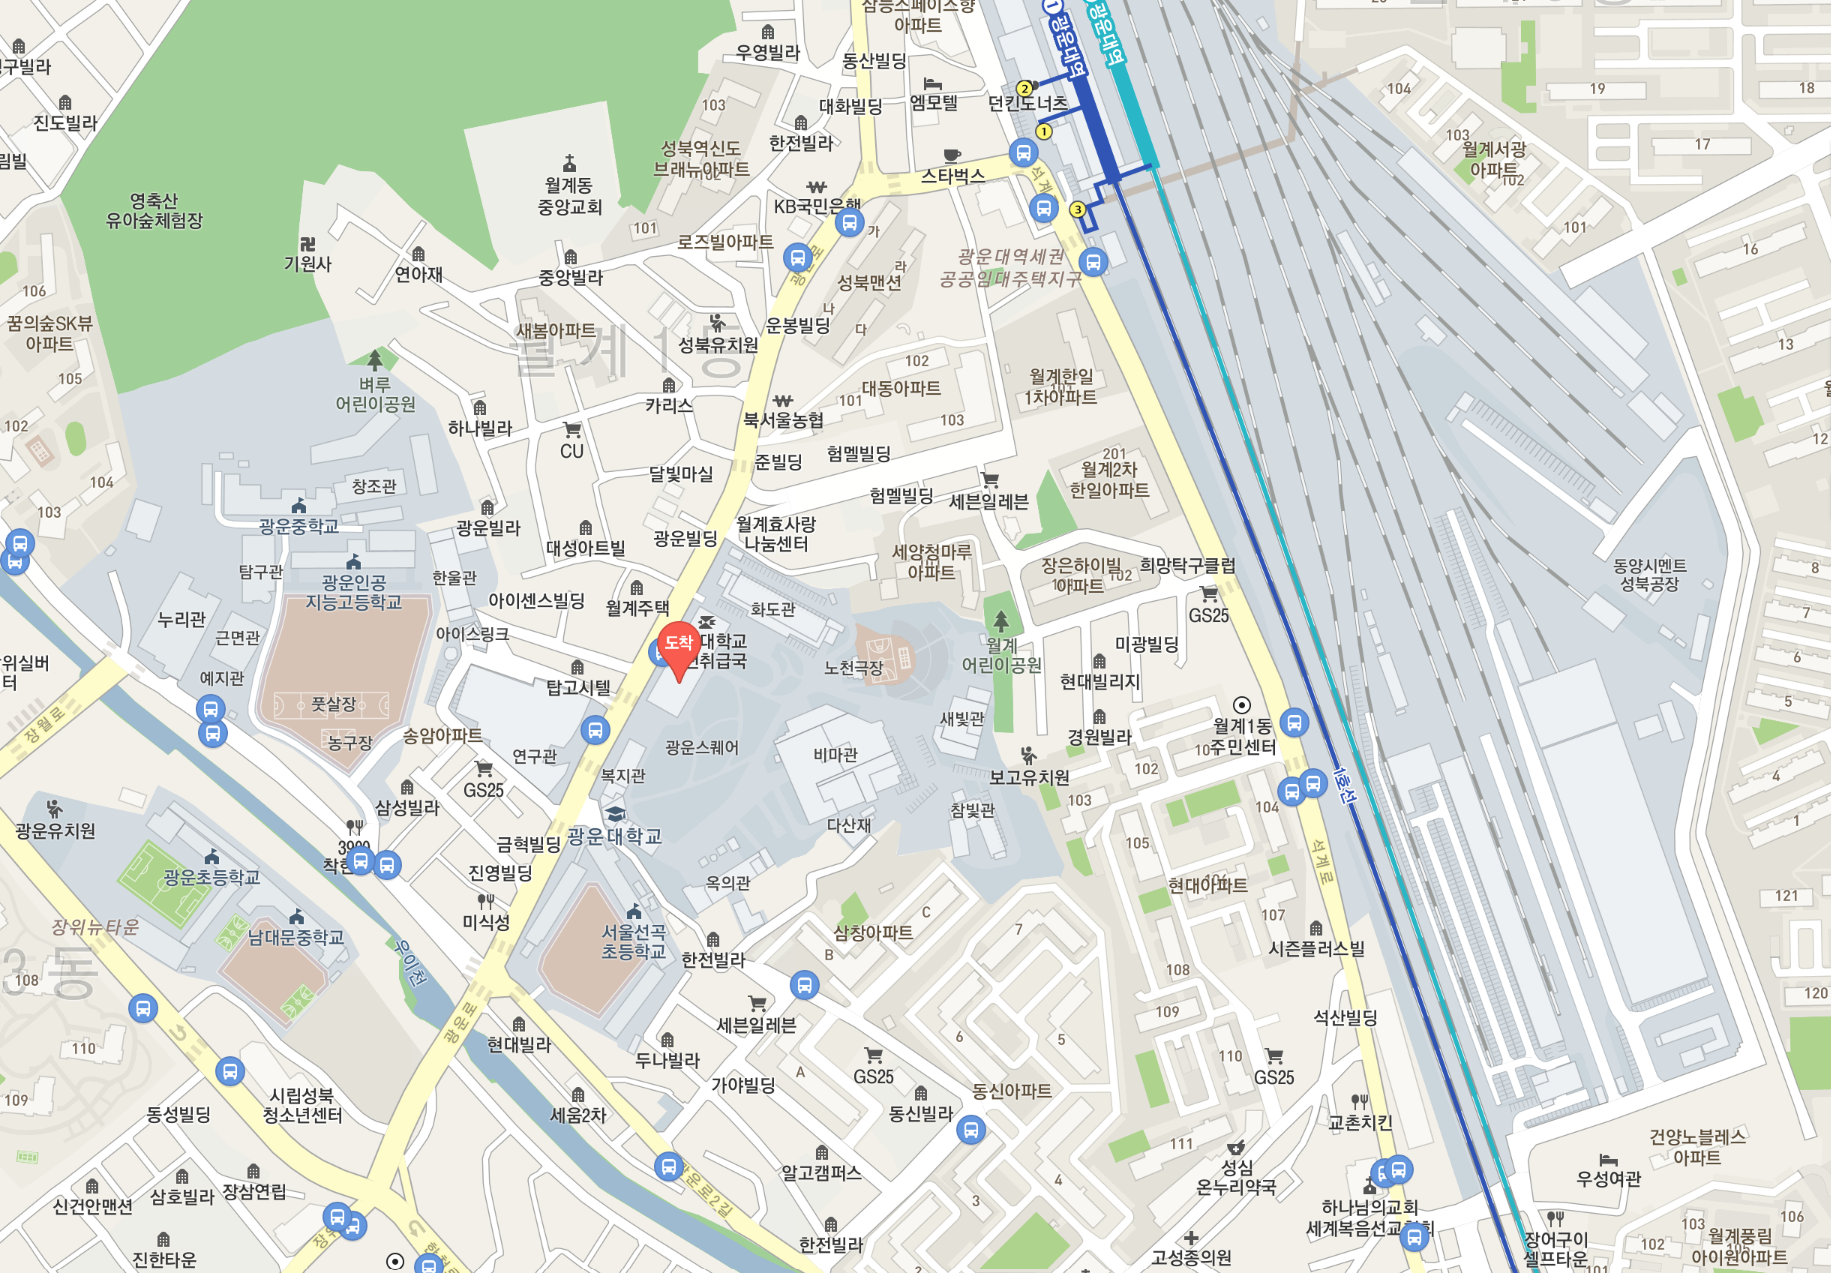 삼능스페이스향
아파트
광운대역
광운대역
우영빌라
동산빌딩
진도빌라
103
대화빌딩
엠모텔
2
던킨도너츠
1
104
19
18
한전빌라
성북역신도
브래뉴아파트
102
월계동
중앙교회
스타벅스
103
월계서광
아파트
102
17
영축산
유아숲체험장
KB국민은행
석계
3
101
101
16
기원사
연아재
로즈빌아파트
가
라
중앙빌라
광운로
성북맨션
나
다
광운대역세권
공공임대주택지구
106
꿈의숲SK뷰
아파트
105
새봄아파트
월계1동
성북유치원
운봉빌딩
13
벼루
어린이공원
102
대동아파트
101
103
월계한일
1차아파트
101
카리스
북서울농협
하나빌라
CU
102
12
104
103
창조관
달빛마실
준빌딩
험멜빌딩
201
월계2차
한일아파트
험멜빌딩
세븐일레븐
광운중학교
광운빌라
대성아트빌
광운빌딩
월계효사랑
나눔센터
탐구관
광운인공
지능고등학교
한울관
세양청마루
아파트
장은하이빌
아파트
102
희망탁구클럽
동양시멘트
성북공장
8
누리관
근면관
아이센스빌딩
월계주택
화도관
GS25
7
아이스링크
도착
대학교
취급국
노천극장
월계
어린이공원
미광빌딩
6
예지관
탑고시텔
현대빌리지
5
풋살장
농구장
송암아파트
장월로
연구관
광운스퀘어
새빛관
비마관
경원빌라
월계1동
주민센터
GS25
복지관
보고유치원
102
1호선
4
삼성빌라
광운유치원
103
104
참빛관
다산재
광운대학교
금혁빌딩
105
1
광운초등학교
진영빌딩
옥의관
현대아파트
석계로
121
미식성
C
107
장위뉴타운
남대문중학교
서울선곡
초등학교
삼창아파트
7
B
시즌플러스빌
3동
108
우이천
한전빌라
108
120
세븐일레븐
109
석산빌딩
110
광운로
현대빌라
두나빌라
6
5
110
109
A
GS25
GS25
가야빌딩
동신아파트
시립성북
청소년센터
동성빌딩
세움2차
동신빌라
교촌치킨
111
건양노블레스
아파트
성심
온누리약국
알고캠퍼스
우성여관
신건안맨션
삼호빌라
장삼연립
광운로2길
3
4
하나님의교회
103
106
진한타운
한전빌라
고성종의원
장어구이
셀프타운
102
월계풍림
아이원아파트
2
1